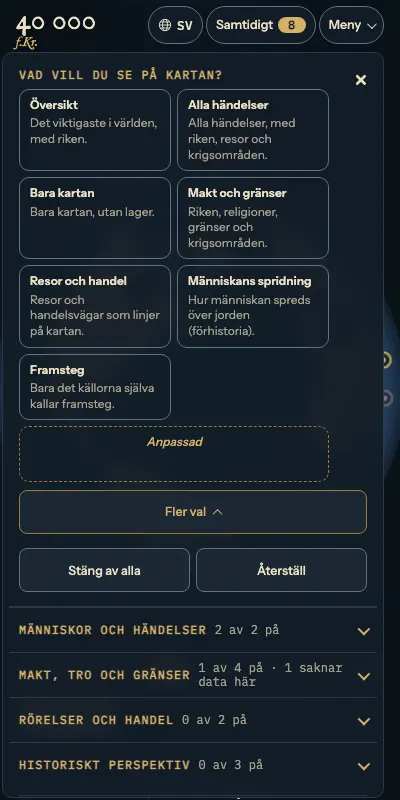 40 000
f.Kr.
SV
Samtidigt 8
Meny
VAD VILL DU SE PÅ KARTAN?
Översikt
Det viktigaste i världen,
med riken.
Alla händelser
Alla händelser, med
riken, resor och
krigsområden.
Bara kartan
Bara kartan, utan lager.
Makt och gränser
Riken, religioner,
gränser och
krigsområden.
Resor och handel
Resor och
handelsvägar som linjer
på kartan.
Människans spridning
Hur människan spreds
över jorden
(förhistoria).
Framsteg
Bara det källorna själva
kallar framsteg.
Anpassad
Fler val
Stäng av alla
Återställ
MÄNNISKOR OCH HÄNDELSER 2 av 2 på
MAKT, TRO OCH GRÄNSER 1 av 4 på · 1 saknar
data här
RÖRELSER OCH HANDEL 0 av 2 på
HISTORISKT PERSPEKTIV 0 av 3 på